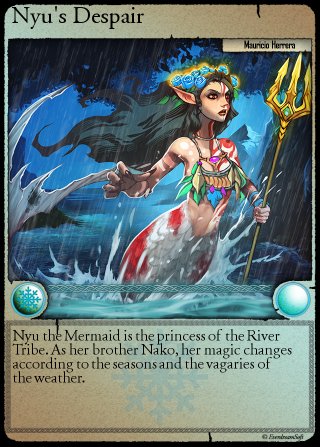 Nyu's Despair
Mauricio Herrera
Nyu the Mermaid is the princess of the River
Tribe. As her brother Nako, her magic changes
according to the seasons and the vagaries of
the weather.
© EverdreamSoft